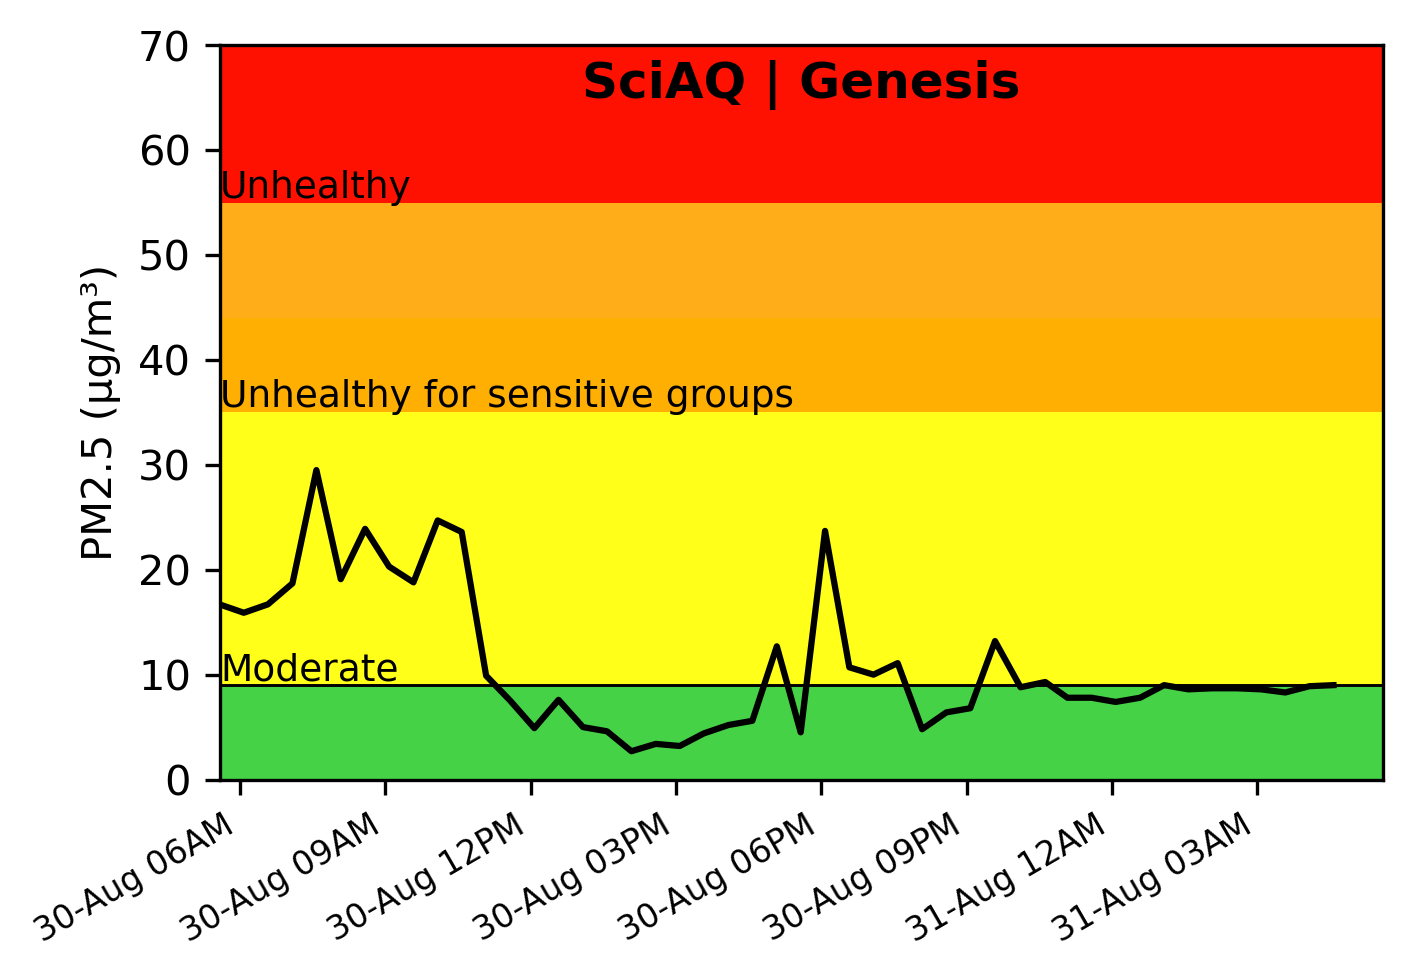 SciAQ | Genesis
70
60
50
40
30
20
10
0
PM2.5 (µg/m³)
Unhealthy
Unhealthy for sensitive groups
Moderate
30-Aug 06AM
30-Aug 09AM
30-Aug 12PM
30-Aug 03PM
30-Aug 06PM
30-Aug 09PM
31-Aug 12AM
31-Aug 03AM